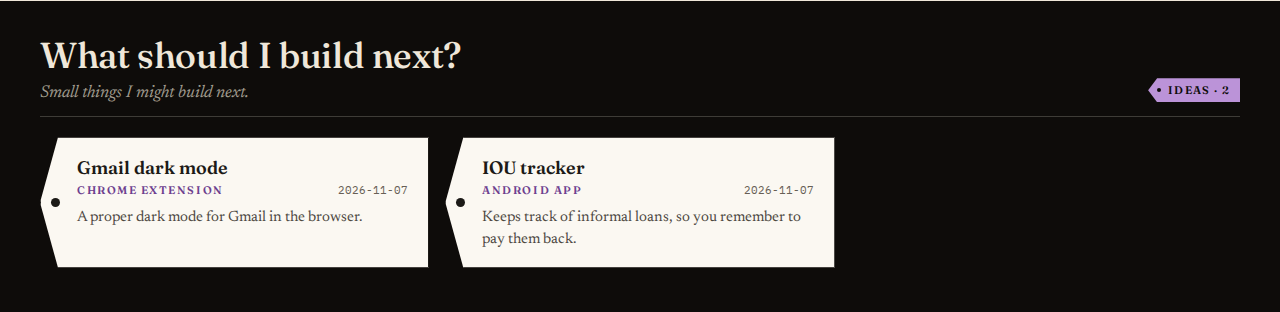 What should I build next?
Small things I might build next.
IDEAS · 2
Gmail dark mode
CHROME EXTENSION 2026-11-07
A proper dark mode for Gmail in the browser.
IOU tracker
ANDROID APP 2026-11-07
Keeps track of informal loans, so you remember to
pay them back.